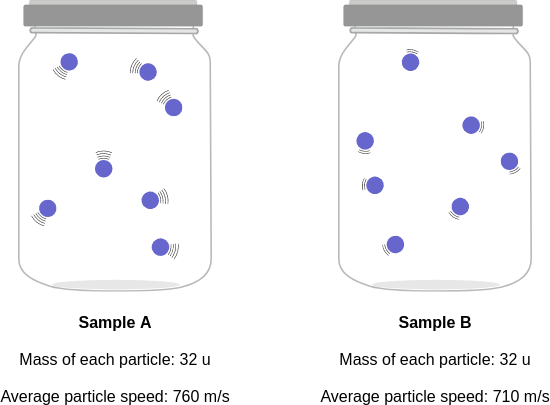 Sample A
Mass of each particle: 32 u
Average particle speed: 760 m/s
Sample B
Mass of each particle: 32 u
Average particle speed: 710 m/s